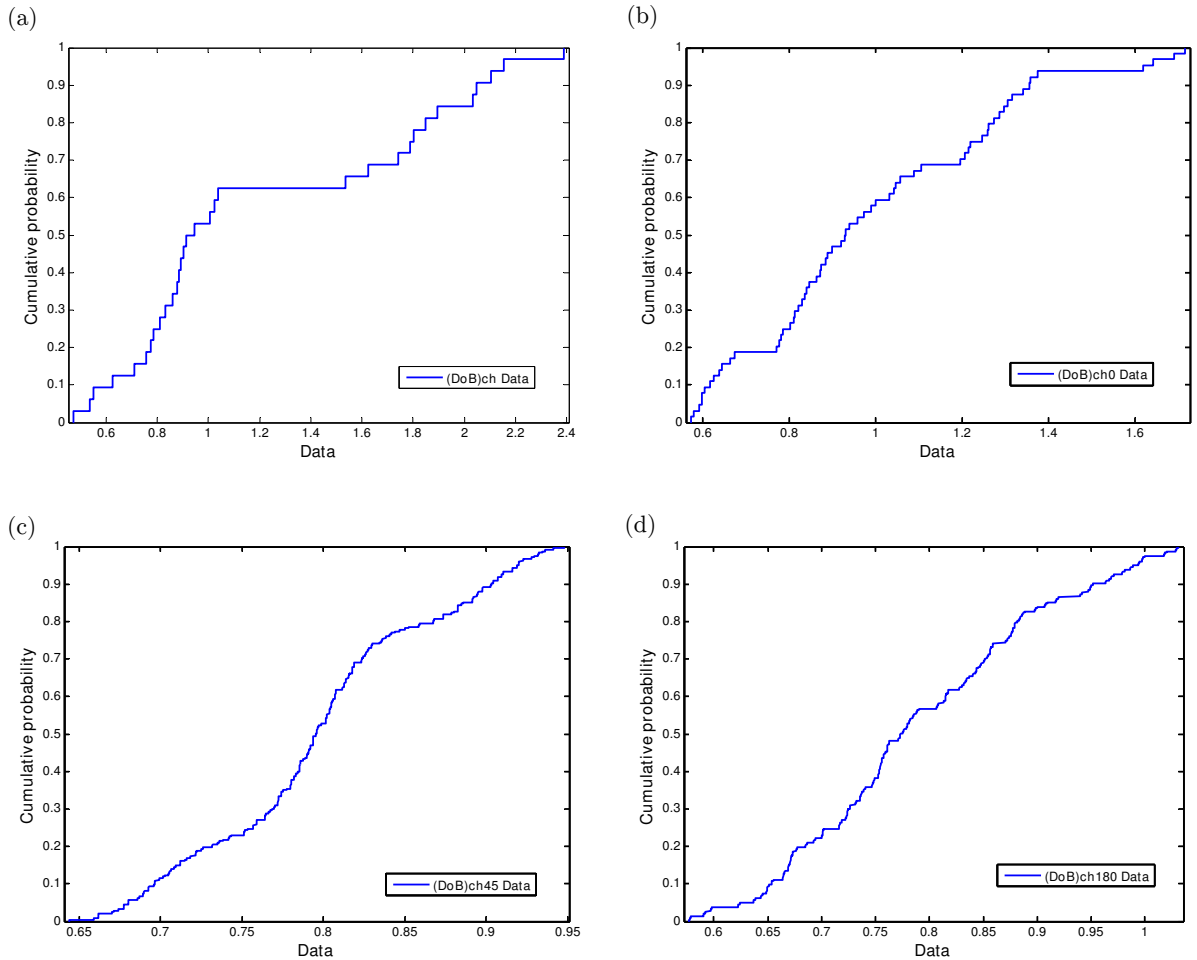 (a)
1
0.9
0.8
0.7
0.6
0.5
0.4
0.3
0.2
0.1
0
Cumulative probability
(DoB)ch Data
0.6 0.8 1 1.2 1.4 1.6 1.8 2 2.2 2.4
Data
(b)
1
0.9
0.8
0.7
0.6
0.5
0.4
0.3
0.2
0.1
0
Cumulative probability
(DoB)ch0 Data
0.6 0.8 1 1.2 1.4 1.6
Data
(c)
1
0.9
0.8
0.7
0.6
0.5
0.4
0.3
0.2
0.1
0
Cumulative probability
(DoB)ch45 Data
0.65 0.7 0.75 0.8 0.85 0.9 0.95
Data
(d)
1
0.9
0.8
0.7
0.6
0.5
0.4
0.3
0.2
0.1
0
Cumulative probability
(DoB)ch180 Data
0.6 0.65 0.7 0.75 0.8 0.85 0.9 0.95 1
Data